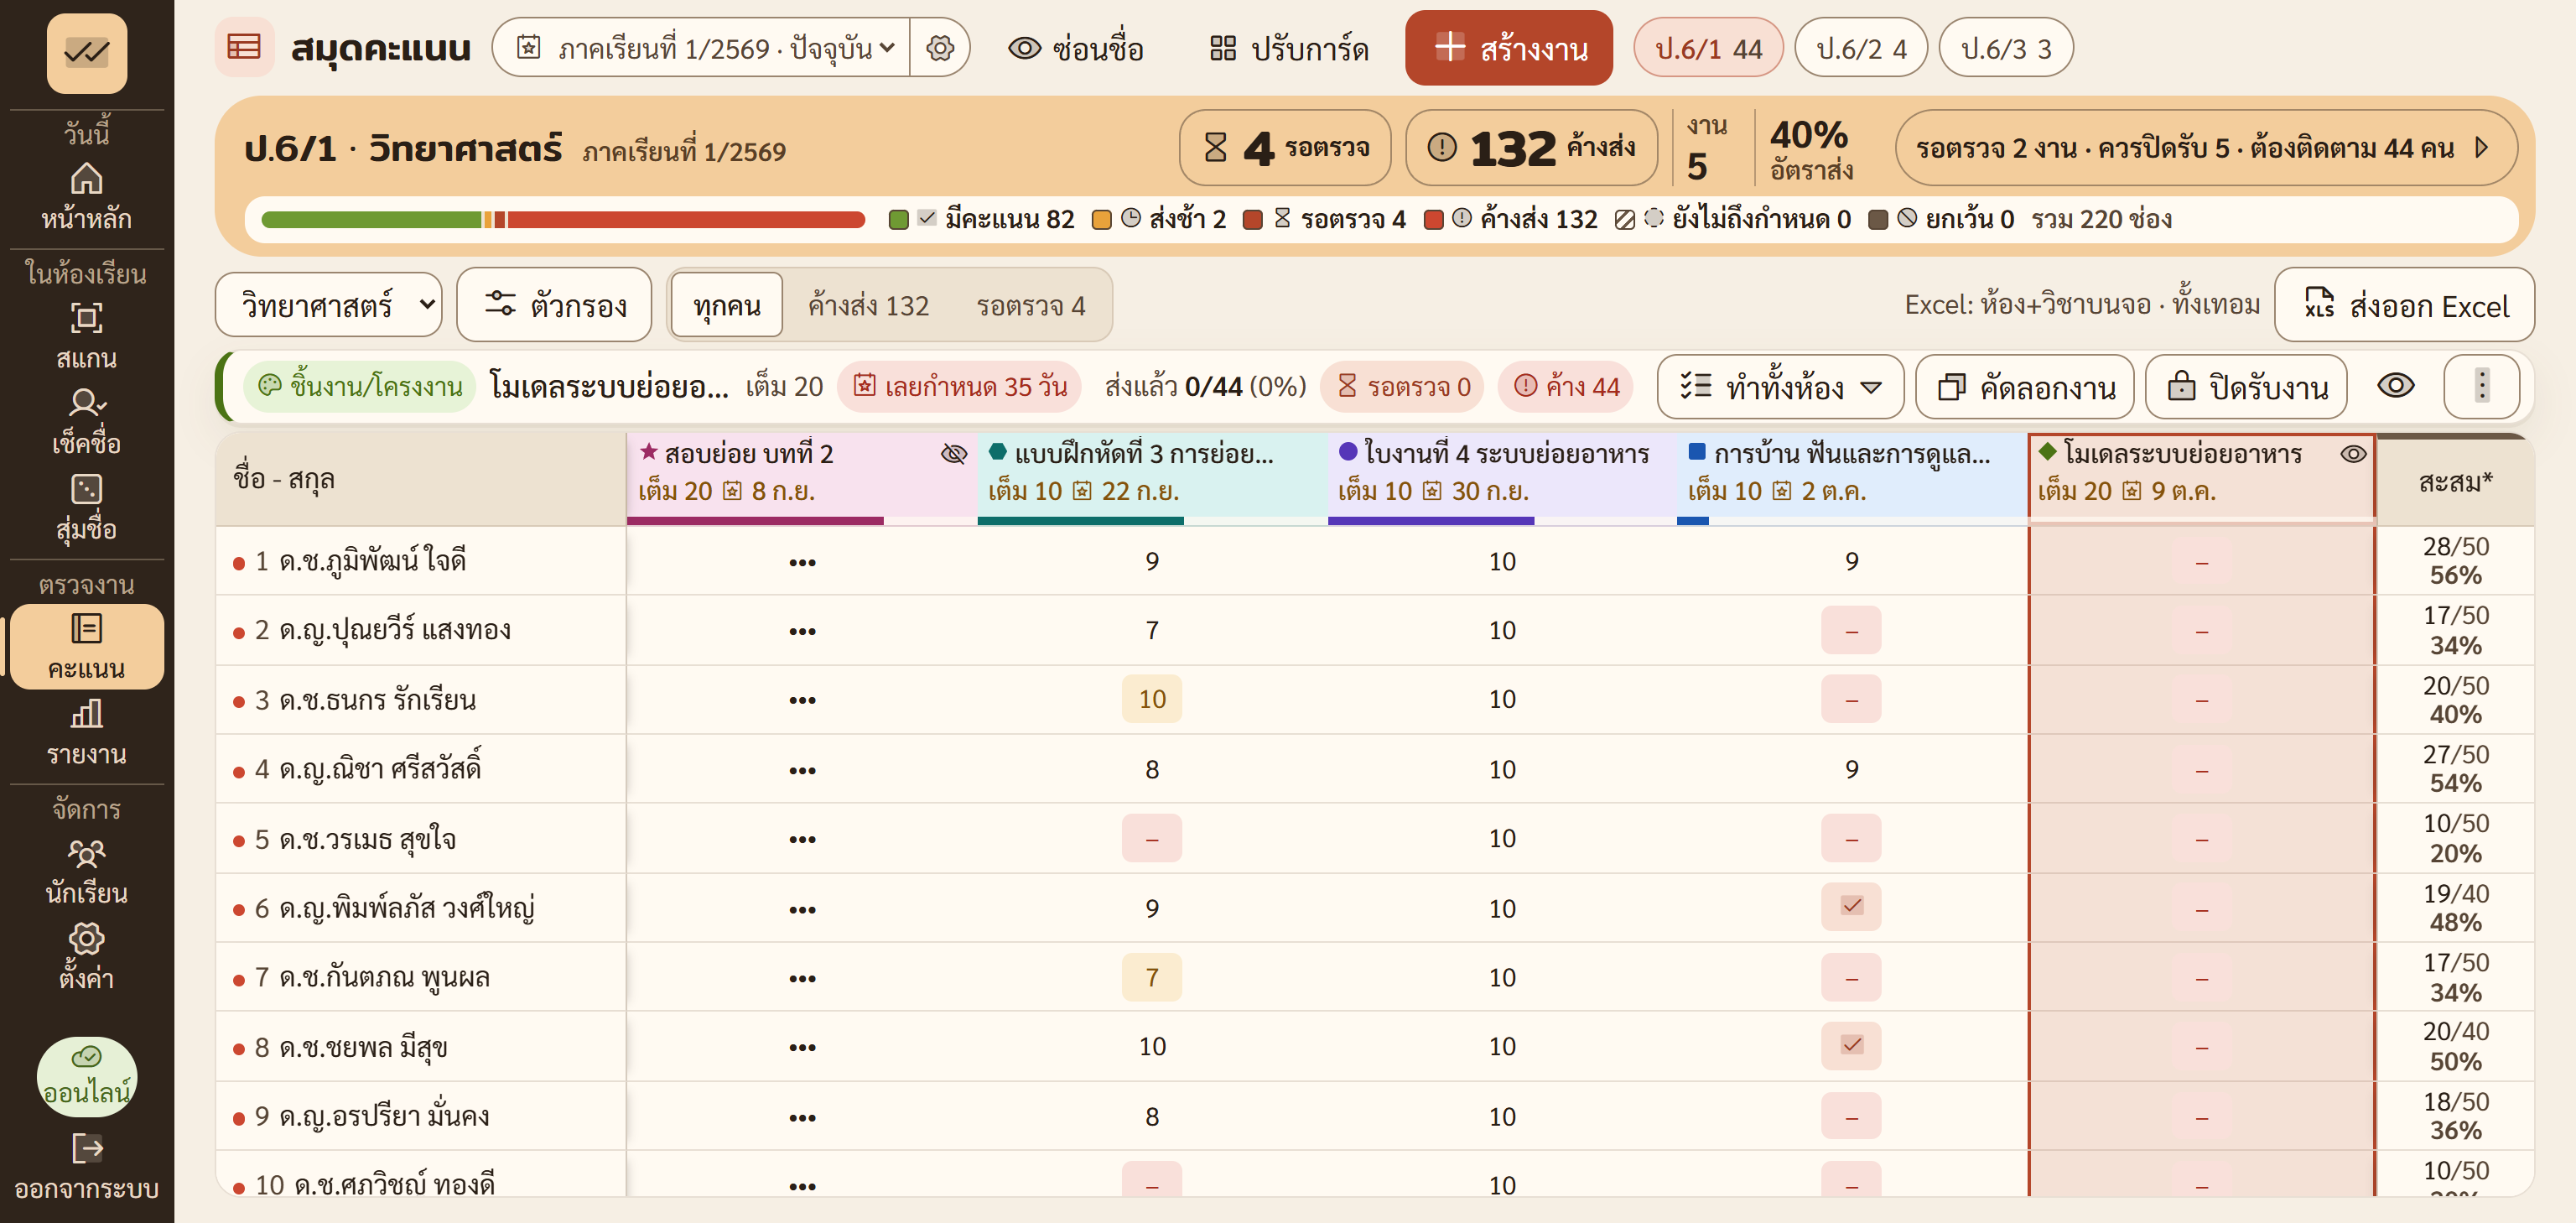 สมุดคะแนน ภาคเรียนที่ 1/2569 · ปัจจุบัน ซ่อนชื่อ ปรับการ์ด สร้างงาน ป.6/1 44 ป.6/2 4 ป.6/3 3
วันนี้
หน้าหลัก
ในห้องเรียน
สแกน
เช็คชื่อ
สุ่มชื่อ
ตรวจงาน
คะแนน
รายงาน
จัดการ
นักเรียน
ตั้งค่า
ออนไลน์
ออกจากระบบ
ป.6/1 · วิทยาศาสตร์ ภาคเรียนที่ 1/2569 4 รอตรวจ 132 ค้างส่ง งาน 5 40% อัตราส่ง รอตรวจ 2 งาน · ควรปิดรับ 5 · ต้องติดตาม 44 คน
มีคะแนน 82 ส่งช้า 2 รอตรวจ 4 ค้างส่ง 132 ยังไม่ถึงกำหนด 0 ยกเว้น 0 รวม 220 ช่อง
วิทยาศาสตร์ ตัวกรอง ทุกคน ค้างส่ง 132 รอตรวจ 4 Excel: ห้อง+วิชาบนจอ · ทั้งเทอม XLS ส่งออก Excel
ชิ้นงาน/โครงงาน โมเดลระบบย่อยอ... เต็ม 20 เลยกำหนด 35 วัน ส่งแล้ว 0/44 (0%) รอตรวจ 0 ค้าง 44 ทำทั้งห้อง คัดลอกงาน ปิดรับงาน
ชื่อ - สกุล สอบย่อย บทที่ 2 แบบฝึกหัดที่ 3 การย่อย... ใบงานที่ 4 ระบบย่อยอาหาร การบ้าน ฟันและการดูแล... โมเดลระบบย่อยอาหาร สะสม*
เต็ม 20 8 ก.ย. เต็ม 10 22 ก.ย. เต็ม 10 30 ก.ย. เต็ม 10 2 ต.ค. เต็ม 20 9 ต.ค.
1 ด.ช.ภูมิพัฒน์ ใจดี ••• 9 10 9 – 28/50
56%
2 ด.ญ.ปุณยวีร์ แสงทอง ••• 7 10 – – 17/50
34%
3 ด.ช.ธนกร รักเรียน ••• 10 10 – – 20/50
40%
4 ด.ญ.ณิชา ศรีสวัสดิ์ ••• 8 10 9 – 27/50
54%
5 ด.ช.วรเมธ สุขใจ ••• – 10 – – 10/50
20%
6 ด.ญ.พิมพ์ลภัส วงศ์ใหญ่ ••• 9 10 – 19/40
48%
7 ด.ช.กันตภณ พูนผล ••• 7 10 – – 17/50
34%
8 ด.ช.ชยพล มีสุข ••• 10 10 – 20/40
50%
9 ด.ญ.อรปรียา มั่นคง ••• 8 10 – – 18/50
36%
10 ด.ช.ศภวิชญ์ ทองดี ••• – 10 – – 10/50